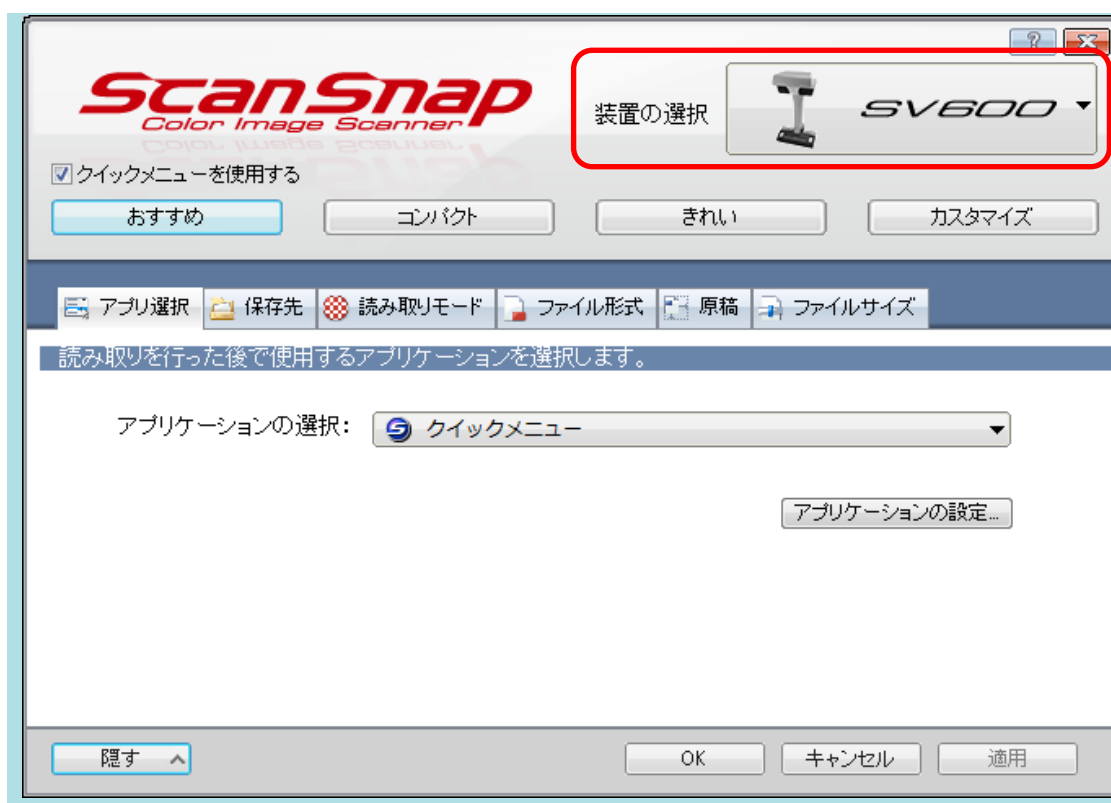 ScanSnap
Color Image Scanner
装置の選択
SV600
クイックメニューを使用する
おすすめ
コンパクト
きれい
カスタマイズ
アプリ選択
保存先
読み取りモード
ファイル形式
原稿
ファイルサイズ
読み取りを行った後で使用するアプリケーションを選択します。
アプリケーションの選択:
クイックメニュー
アプリケーションの設定...
隠す
OK
キャンセル
適用